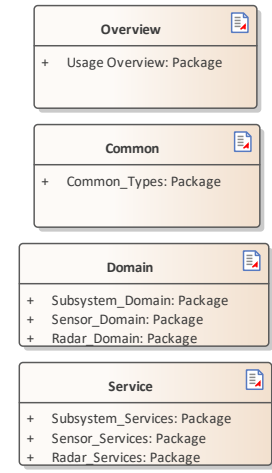 Overview
+ Usage Overview: Package
Common
+ Common_Types: Package
Domain
+ Subsystem_Domain: Package
+ Sensor_Domain: Package
+ Radar_Domain: Package
Service
+ Subsystem_Services: Package
+ Sensor_Services: Package
+ Radar_Services: Package